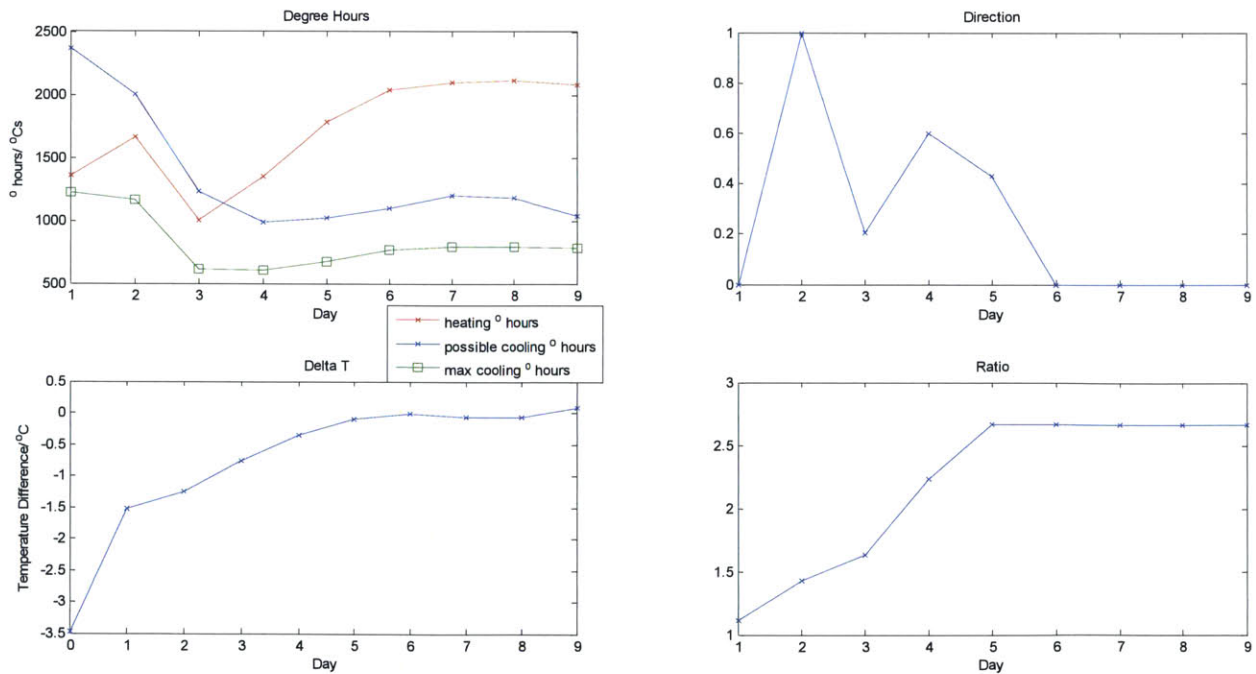 Degree Hours
2500
2000
1500
1000
500
º hours/ ºCs
1 2 3 4 5 6 7 8 9
Day
heating º hours
possible cooling º hours
max cooling º hours
Direction
1
0.8
0.6
0.4
0.2
0
1 2 3 4 5 6 7 8 9
Day
Delta T
0.5
0
-0.5
-1
-1.5
-2
-2.5
-3
-3.5
Temperature Difference/ºC
0 1 2 3 4 5 6 7 8 9
Day
Ratio
3
2.5
2
1.5
1
1 2 3 4 5 6 7 8 9
Day